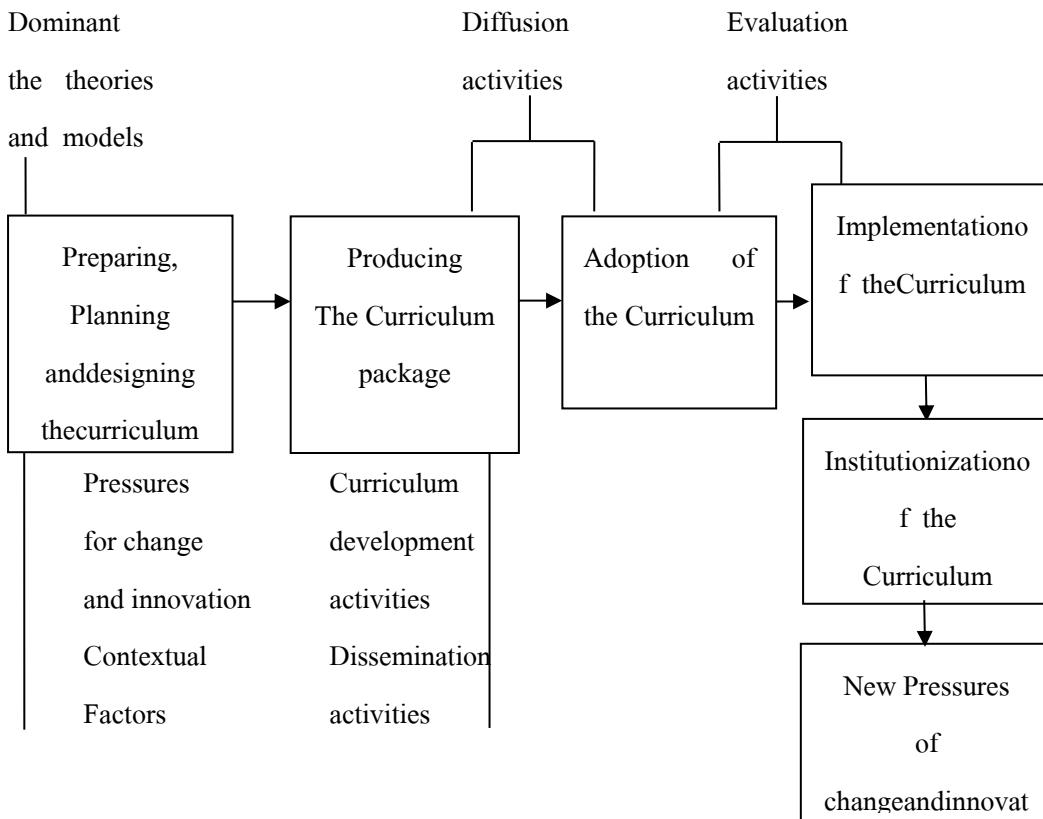 Dominant
the theories
and models
Diffusion
activities
Evaluation
activities
Preparing,
Planning
anddesigning
thecurriculum
Producing
The Curriculum
package
Adoption of
the Curriculum
Implementationo
f theCurriculum
Pressures
for change
and innovation
Contextual
Factors
Curriculum
development
activities
Dissemination
activities
Institutionizationo
f the
Curriculum
New Pressures
of
changeandinnovat